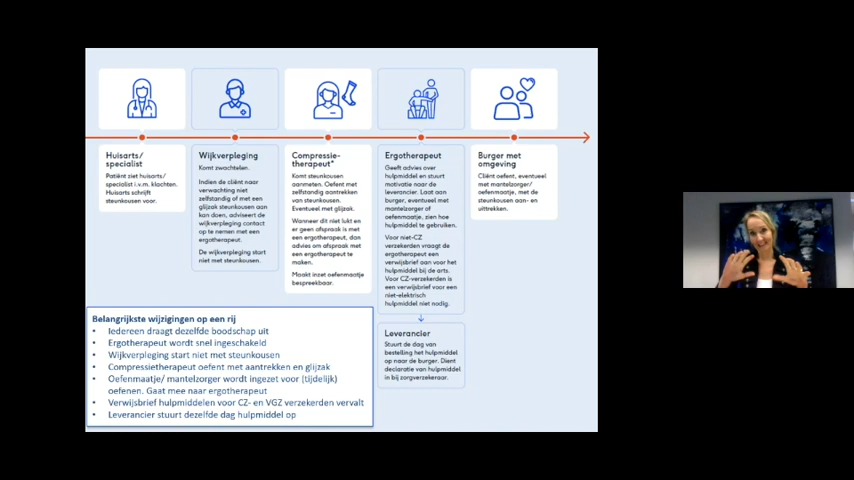 Huisarts/
specialist
Patiënt ziet huisarts/
specialist i.v.m. klachten.
Huisarts schrijft
steunkousen voor.
Wijkverpleging
Komt zwachtelen.
Indien de cliënt naar
verwachting niet
zelfstandig of met een
glijzak steunkousen aan
kan doen, adviseert de
wijkverpleging contact
op te nemen met een
ergotherapeut.
De wijkverpleging start
niet met steunkousen.
Compressie-
therapeut*
Komt steunkousen
aanmeten. Oefent met
zelfstandig aantrekken
van steunkousen.
Eventueel met glijzak.
Wanneer dit niet lukt en
er geen afspraak is met
een ergotherapeut, dan
advies om afspraak met
een ergotherapeut te
maken.
Maakt inzet oefenmaatje
bespreekbaar.
Ergotherapeut
Geeft advies over
hulpmiddel en stuurt
motivatie naar de
leverancier. Laat aan
burger, eventueel met
mantelzorger of
oefenmaatje, zien hoe
hulpmiddel te gebruiken.
Voor niet-CZ
verzekerden vraagt de
ergotherapeut een
verwijsbrief aan voor het
hulpmiddel bij de arts.
Voor CZ-verzekerden is
een verwijsbrief voor een
niet-elektrisch
hulpmiddel niet nodig.
Leverancier
Stuurt de dag van
bestelling het hulpmiddel
op naar de burger. Dient
declaratie van hulpmiddel
in bij zorgverzekeraar.
Burger met
omgeving
Cliënt oefent, eventueel
met mantelzorger/
oefenmaatje, met de
steunkousen aan- en
uittrekken.
Belangrijkste wijzigingen op een rij
• Iedereen draagt dezelfde boodschap uit
• Ergotherapeut wordt snel ingeschakeld
• Wijkverpleging start niet met steunkousen
• Compressietherapeut oefent met aantrekken en glijzak
• Oefenmaatje/ mantelzorger wordt ingezet voor (tijdelijk)
oefenen. Gaat mee naar ergotherapeut
• Verwijsbrief hulpmiddelen voor CZ- en VGZ verzekerden vervalt
• Leverancier stuurt dezelfde dag hulpmiddel op